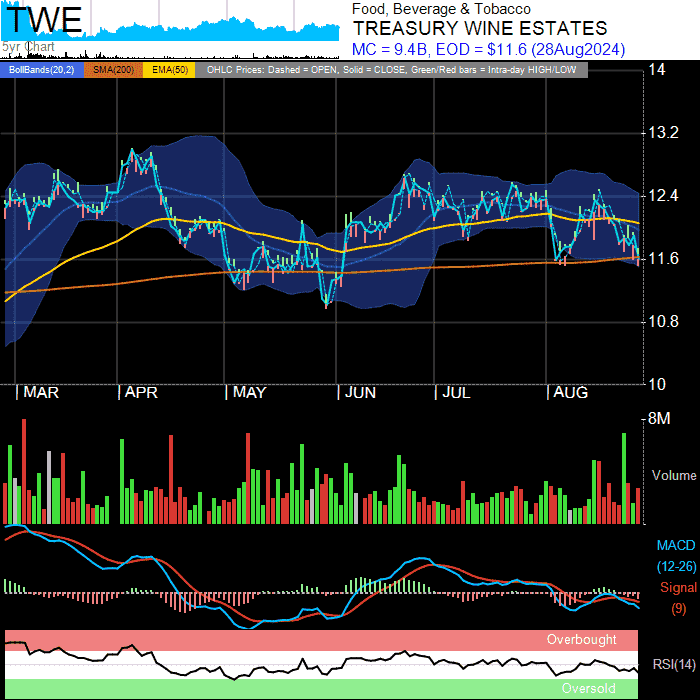 TWE
5yr Chart
Food, Beverage & Tobacco
TREASURY WINE ESTATES
MC = 9.4B, EOD = $11.6 (28Aug2024)
BollBands(20,2) SMA(200) EMA(50) OHLC Prices: Dashed = OPEN, Solid = CLOSE, Green/Red bars = Intra-day HIGH/LOW
14
13.2
12.4
11.6
10.8
10
| MAR | APR | MAY | JUN | JUL | AUG
8M
Volume
MACD
(12-26)
Signal
(9)
Overbought
RSI(14)
Oversold